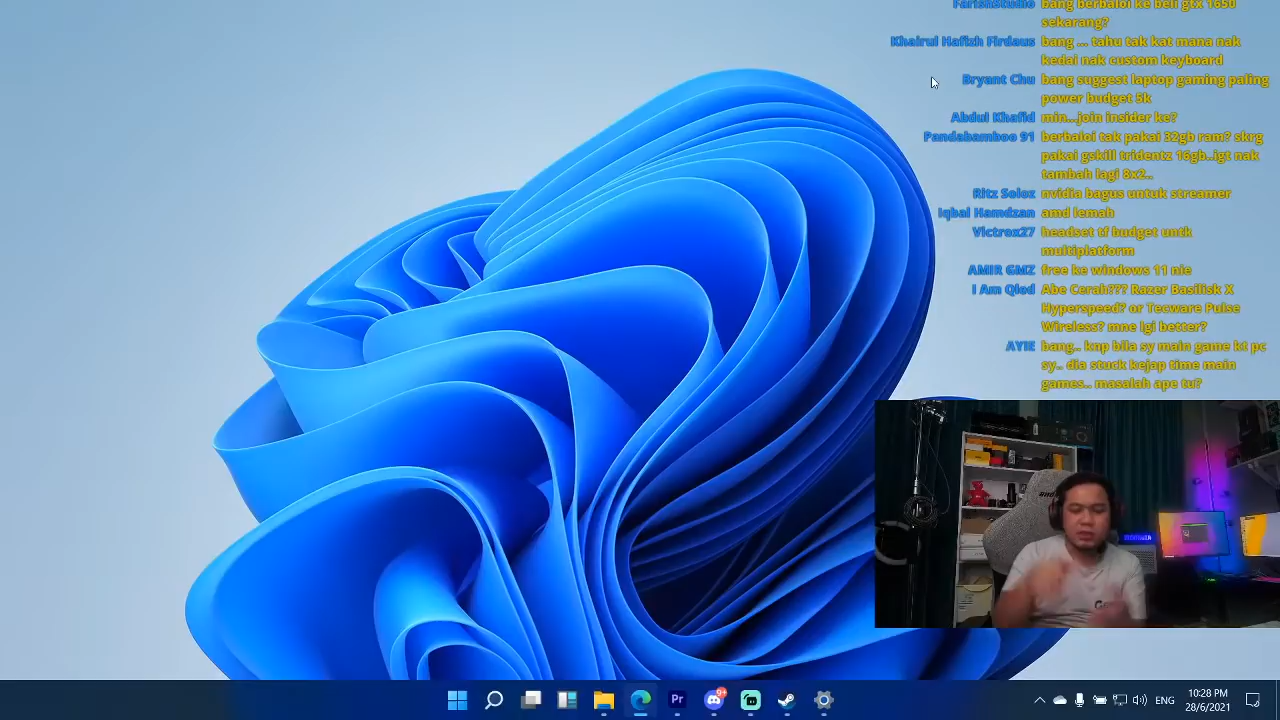 FarishStudio bang berbaloi ke beli gtx 1650
sekarang?
Khairul Hafizh Firdaus bang ... tahu tak kat mana nak
kedai nak custom keyboard
Bryant Chu bang suggest laptop gaming paling
power budget 5k
Abdul Khafid min...join insider ke?
Pandabamboo 91 berbaloi tak pakai 32gb ram? skrg
pakai gskill tridentz 16gb..igt nak
tambah lagi 8x2..
Ritz Soloz nvidia bagus untuk streamer
Iqbal Hamdzan amd lemah
Victrox27 headset tf budget untk
multiplatform
AMIR GMZ free ke windows 11 nie
I Am Qlod Abe Cerah??? Razer Basilisk X
Hyperspeed? or Tecware Pulse
Wireless? mne lgi better?
AYIE bang.. knp bila sy main game kt pc
sy.. dia stuck kejap time main
games.. masalah ape tu?
Pr
9+
ENG
10:28 PM
28/6/2021